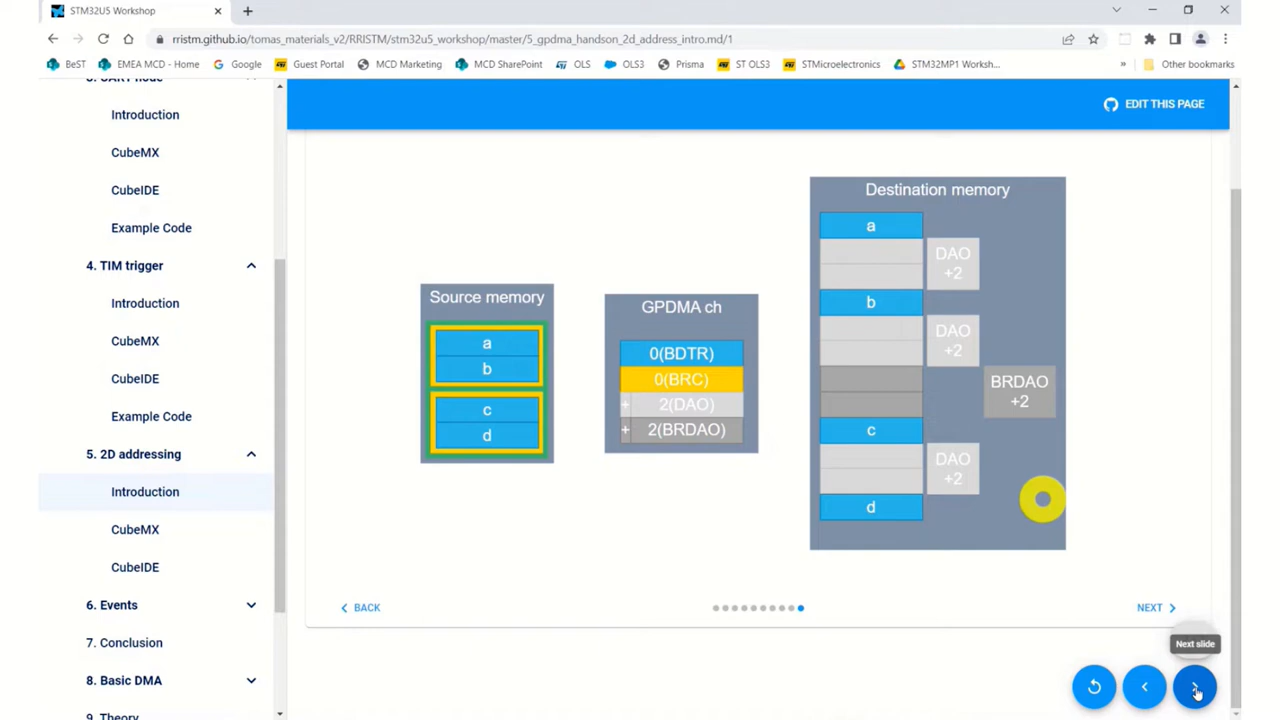 STM32U5 Workshop
rristm.github.io/tomas_materials_v2/RRISTM/stm32u5_workshop/master/5_gpdma_handson_2d_address_intro.md/1
BeST
EMEA MCD - Home
Google
Guest Portal
MCD Marketing
MCD SharePoint
OLS
OLS3
Prisma
ST OLS3
STMicroelectronics
STM32MP1 Worksh...
»
Other bookmarks
Introduction
CubeMX
CubeIDE
Example Code
4. TIM trigger
Introduction
CubeMX
CubeIDE
Example Code
5. 2D addressing
Introduction
CubeMX
CubeIDE
6. Events
7. Conclusion
8. Basic DMA
9. Theory
EDIT THIS PAGE
Source memory
a
b
c
d
GPDMA ch
0(BDTR)
0(BRC)
+ 2(DAO)
+ 2(BRDAO)
Destination memory
a
DAO
+2
b
DAO
+2
BRDAO
+2
c
DAO
+2
d
BACK
NEXT
Next slide